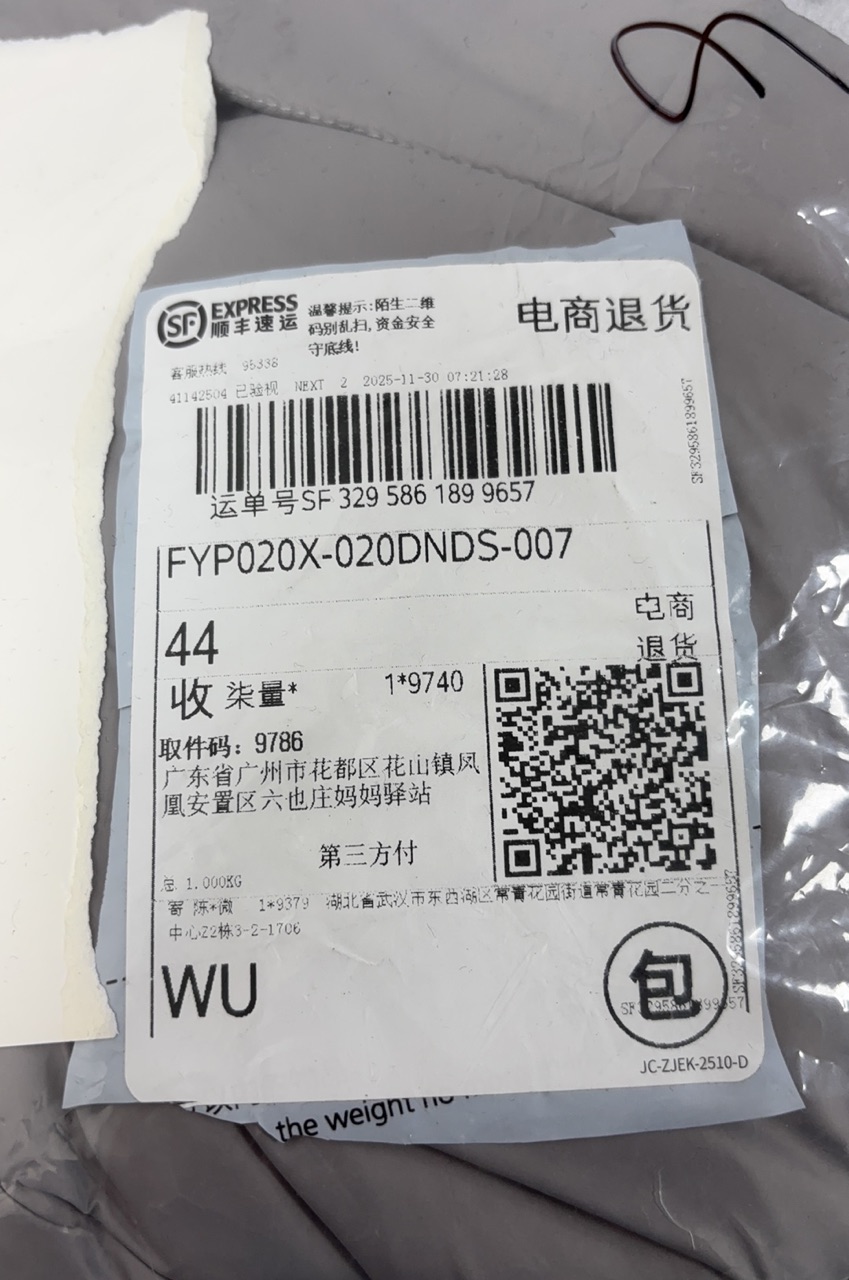 SF EXPRESS
顺丰速运
温馨提示:陌生二维
码别乱扫,资金安全
守底线!
电商退货
客服热线 95338
41142504 已验视 NEXT 2 2025-11-30 07:21:28
SF3295861899657
运单号SF 329 586 189 9657
FYP020X-020DNDS-007
电商
退货
44
收 柒量* 1*9740
取件码：9786
广东省广州市花都区花山镇凤
凰安置区六也庄妈妈驿站
第三方付
总 1.000KG
寄 陈*微 1*9379 湖北省武汉市东西湖区常青花园街道常青花园二分之一
中心Z2栋3-2-1706
SF3295861899657
WU
包
SF3295861899657
JC-ZJEK-2510-D
the weight